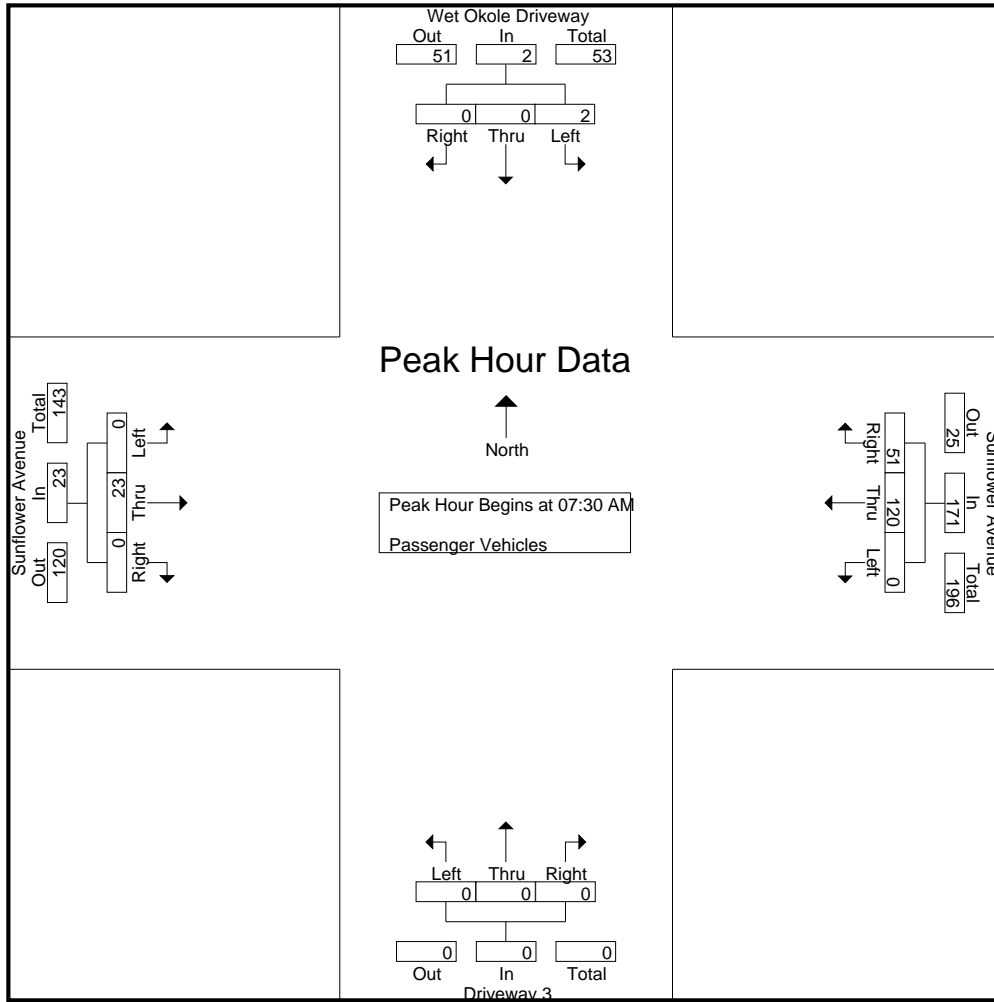 Wet Okole Driveway
Out In Total
51 2 53
0 0 2
Right Thru Left
Peak Hour Data
North
Peak Hour Begins at 07:30 AM
Passenger Vehicles
Sunflower Avenue
Out In Total
120 23 143
0 23 0
Right Thru Left
Sunflower Avenue
Out In Total
25 171 196
51 120 0
Right Thru Left
Left Thru Right
0 0 0
0 0 0
Out In Total
Driveway 3